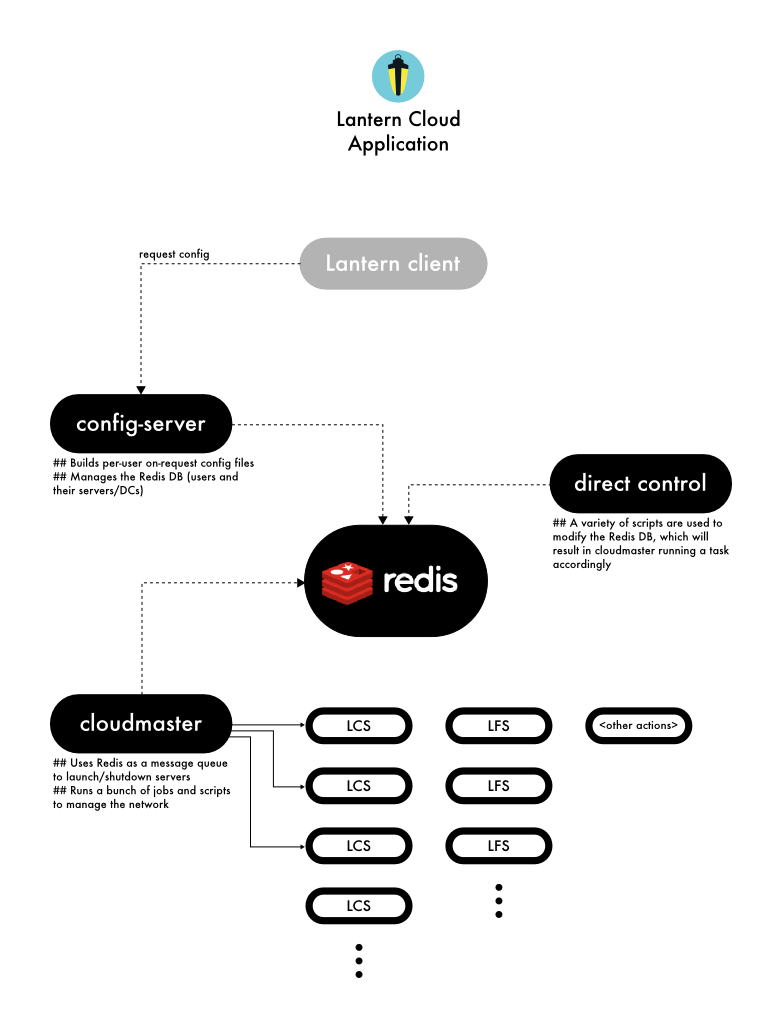 Lantern Cloud
Application
request config
Lantern client
config-server
## Builds per-user on-request config files
## Manages the Redis DB (users and
their servers/DCs)
direct control
## A variety of scripts are used to
modify the Redis DB, which will
result in cloudmaster running a task
accordingly
redis
cloudmaster
## Uses Redis as a message queue
to launch/shutdown servers
## Runs a bunch of jobs and scripts
to manage the network
LCS
LFS
<other actions>
LCS
LFS
LCS
LFS
LCS